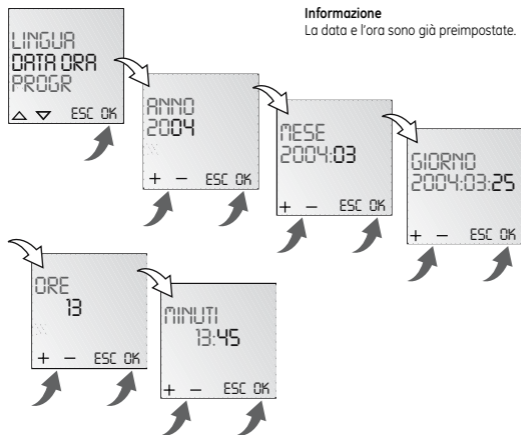 Informazione
La data e l'ora sono già preimpostate.
LINGUA
DATA ORA
PROGR
ESC OK
ANNO
2004
+ − ESC OK
MESE
2004:03
+ − ESC OK
GIORNO
2004:03:25
+ − ESC OK
ORE
13
+ − ESC OK
MINUTI
13:45
+ − ESC OK